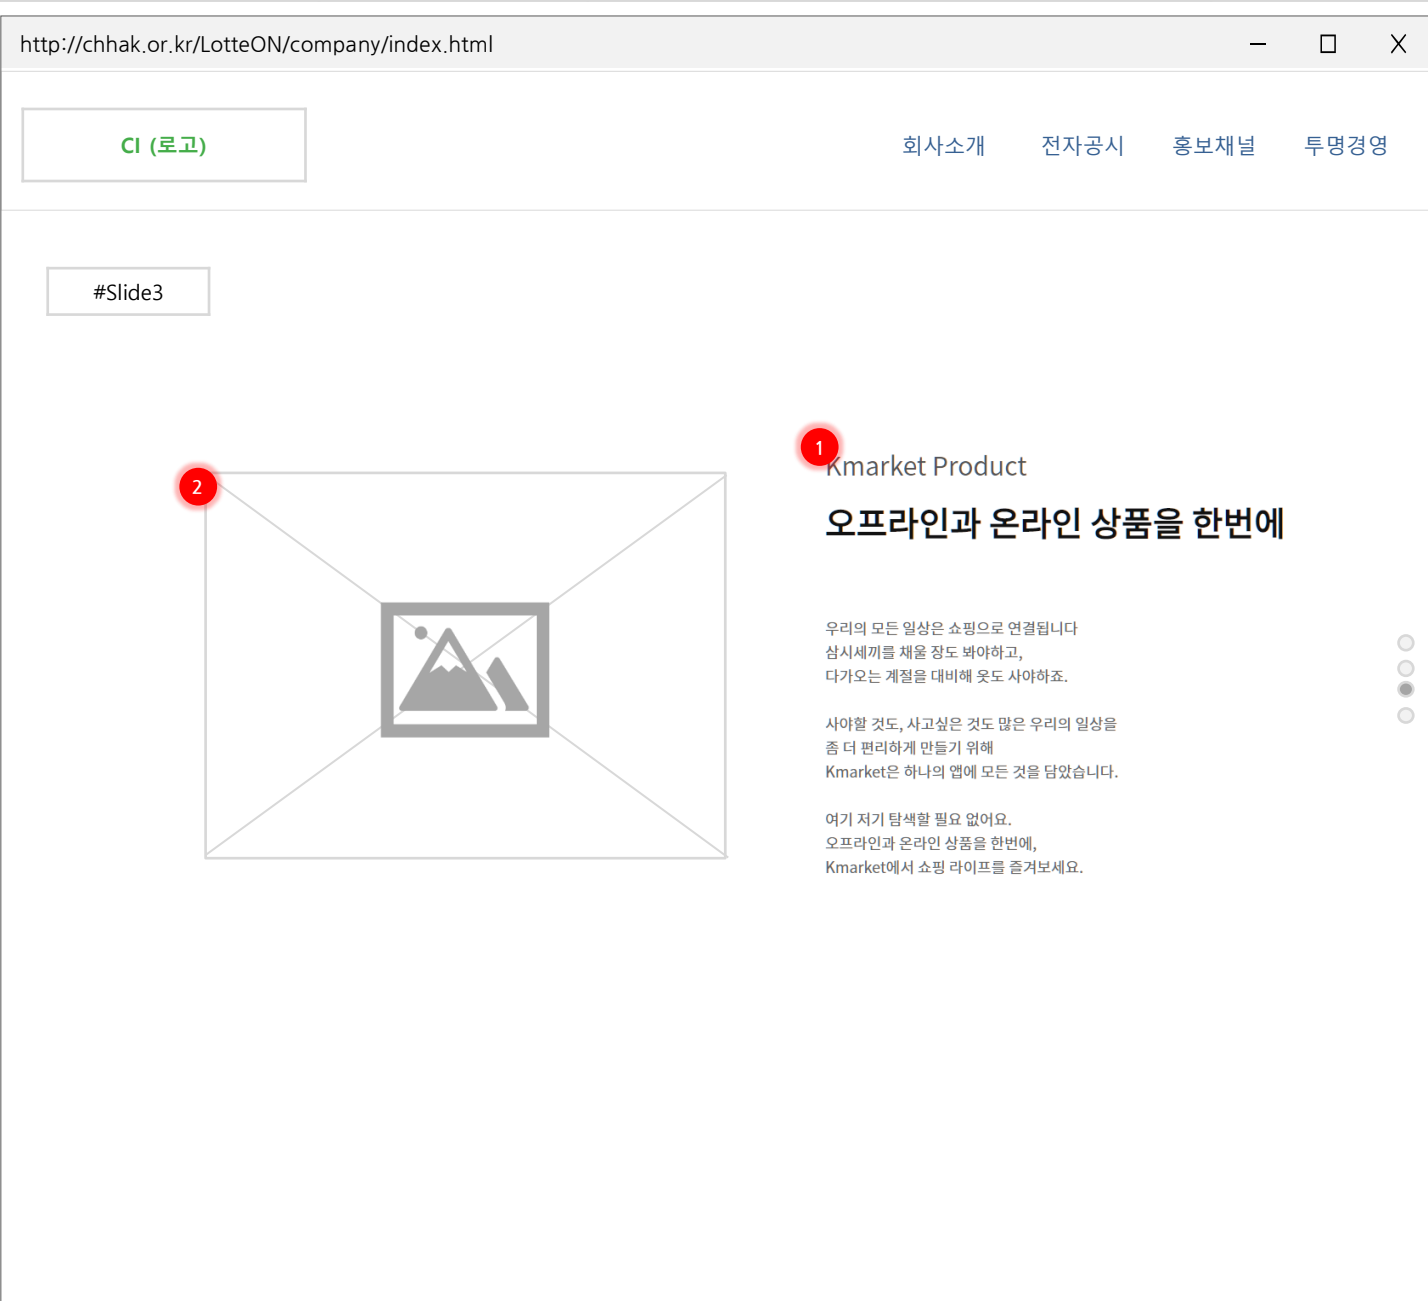 http://chhak.or.kr/LotteON/company/index.html
CI (로고)
회사소개 전자공시 홍보채널 투명경영
#Slide3
1
Kmarket Product
2
오프라인과 온라인 상품을 한번에
우리의 모든 일상은 쇼핑으로 연결됩니다
삼시세끼를 채울 장도 봐야하고,
다가오는 계절을 대비해 옷도 사야하죠.
사야할 것도, 사고싶은 것도 많은 우리의 일상을
좀 더 편리하게 만들기 위해
Kmarket은 하나의 앱에 모든 것을 담았습니다.
여기 저기 탐색할 필요 없어요.
오프라인과 온라인 상품을 한번에,
Kmarket에서 쇼핑 라이프를 즐겨보세요.